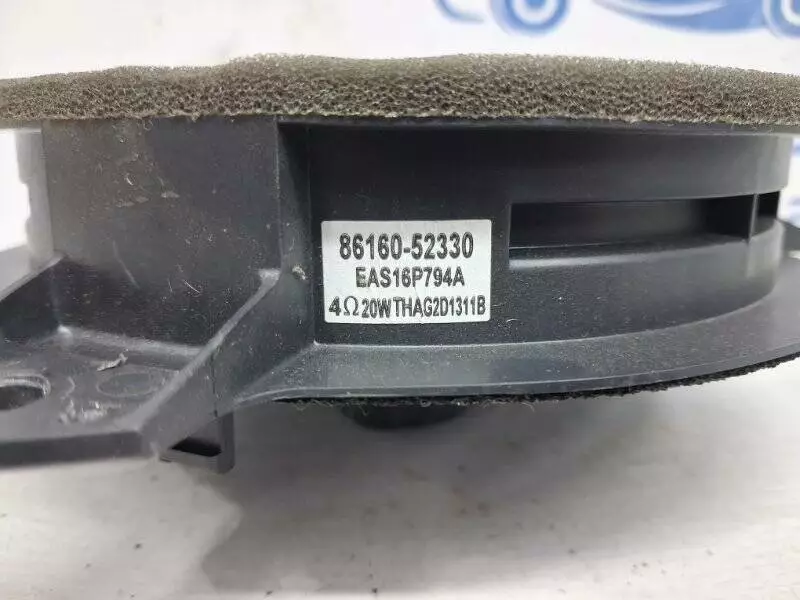 86160-52330
EAS16P794A
4Ω 20W THAG2D1311B